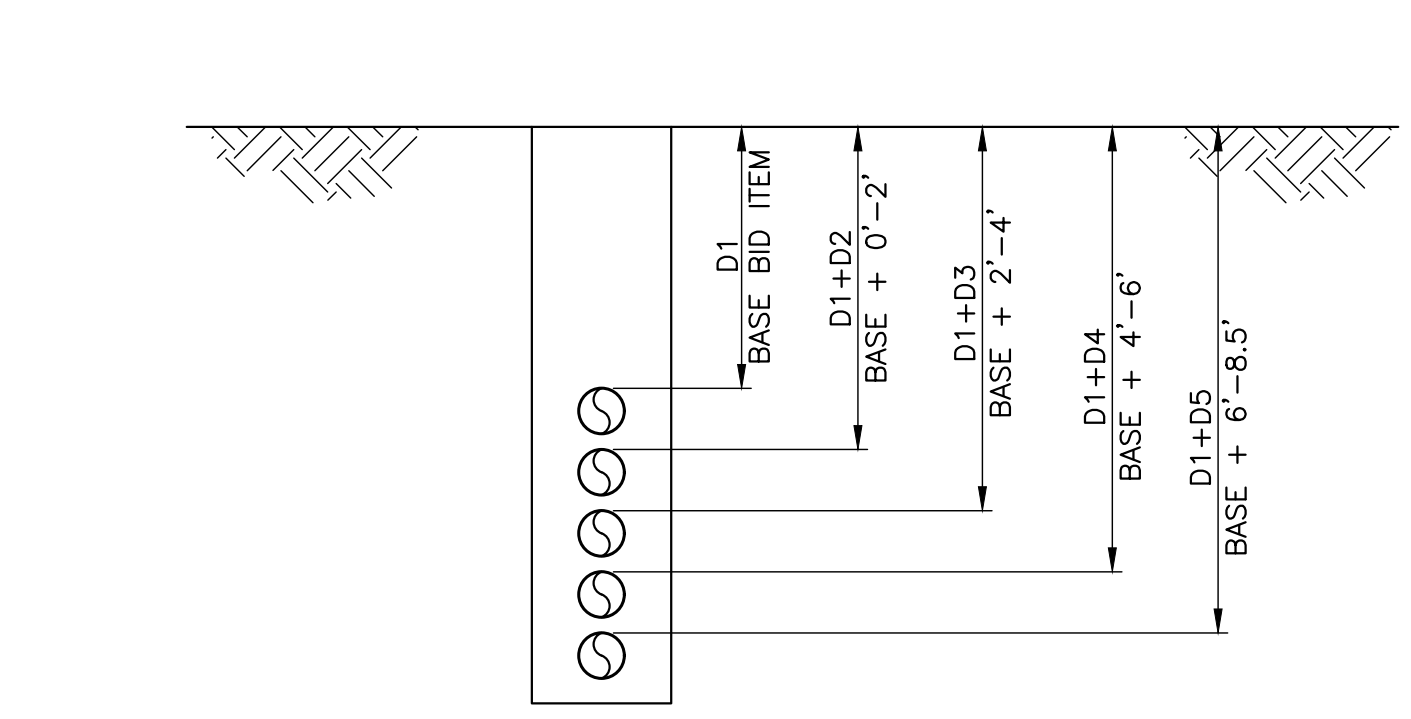 D1
BASE BID ITEM
D1+D2
BASE + 0'-2'
D1+D3
BASE + 2'-4'
D1+D4
BASE + 4'-6'
D1+D5
BASE + 6'-8.5'